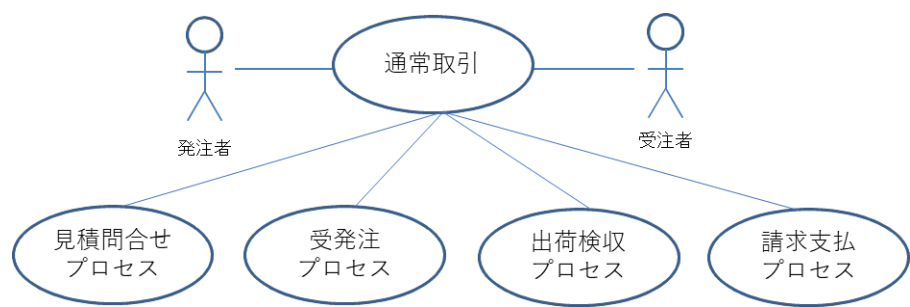 通常取引
発注者
受注者
見積問合せ
プロセス
受発注
プロセス
出荷検収
プロセス
請求支払
プロセス